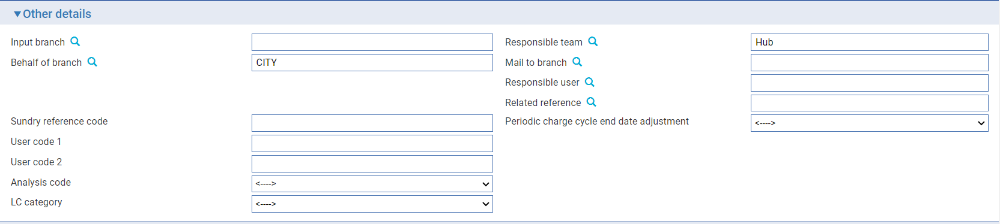 ▼Other details
Input branch
Responsible team Hub
Behalf of branch CITY
Mail to branch
Responsible user
Related reference
Sundry reference code
Periodic charge cycle end date adjustment <---->
User code 1
User code 2
Analysis code <---->
LC category <---->